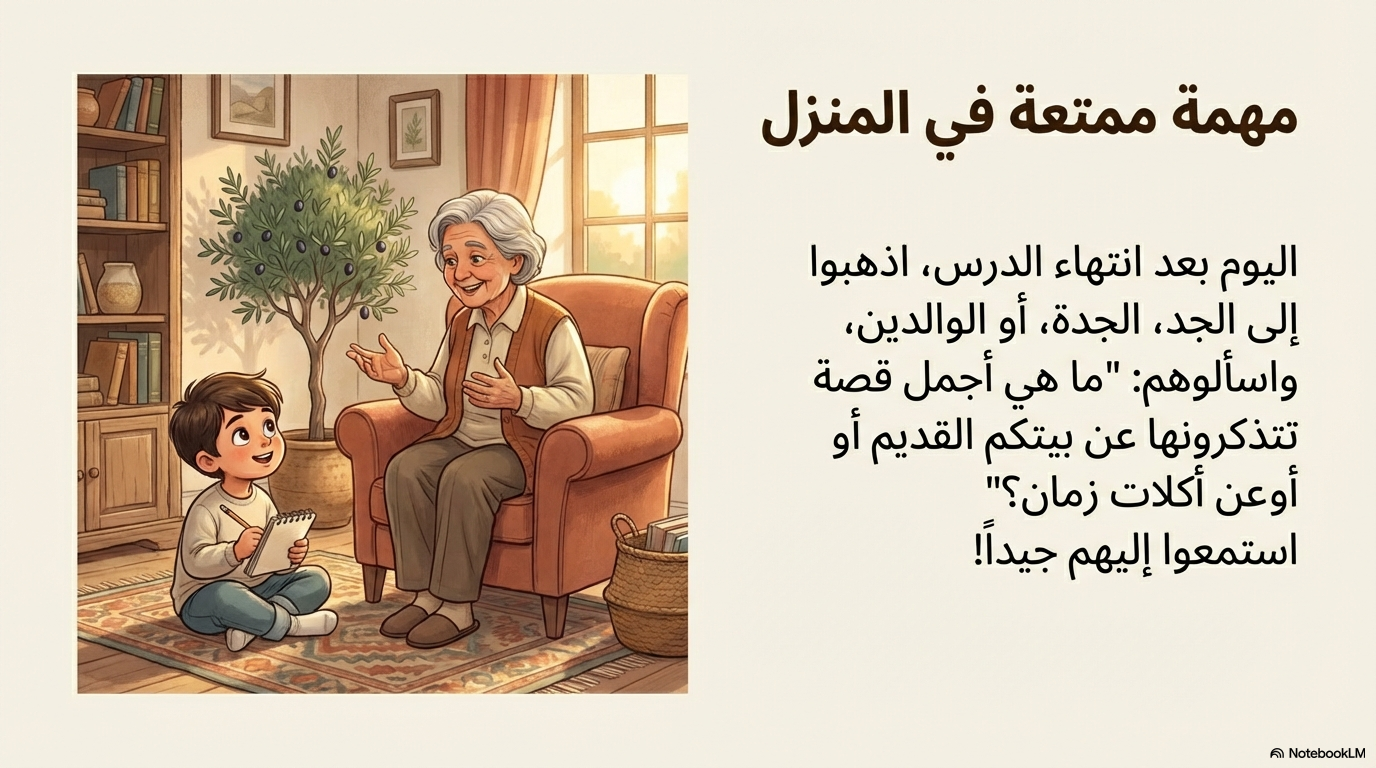 مهمة ممتعة في المنزل
اليوم بعد انتهاء الدرس، اذهبوا
إلى الجد، الجدة، أو الوالدين،
واسألوهم: "ما هي أجمل قصة
تتذكرونها عن بيتكم القديم أو
أوعن أكلات زمان؟"
استمعوا إليهم جيداً!
NotebookLM